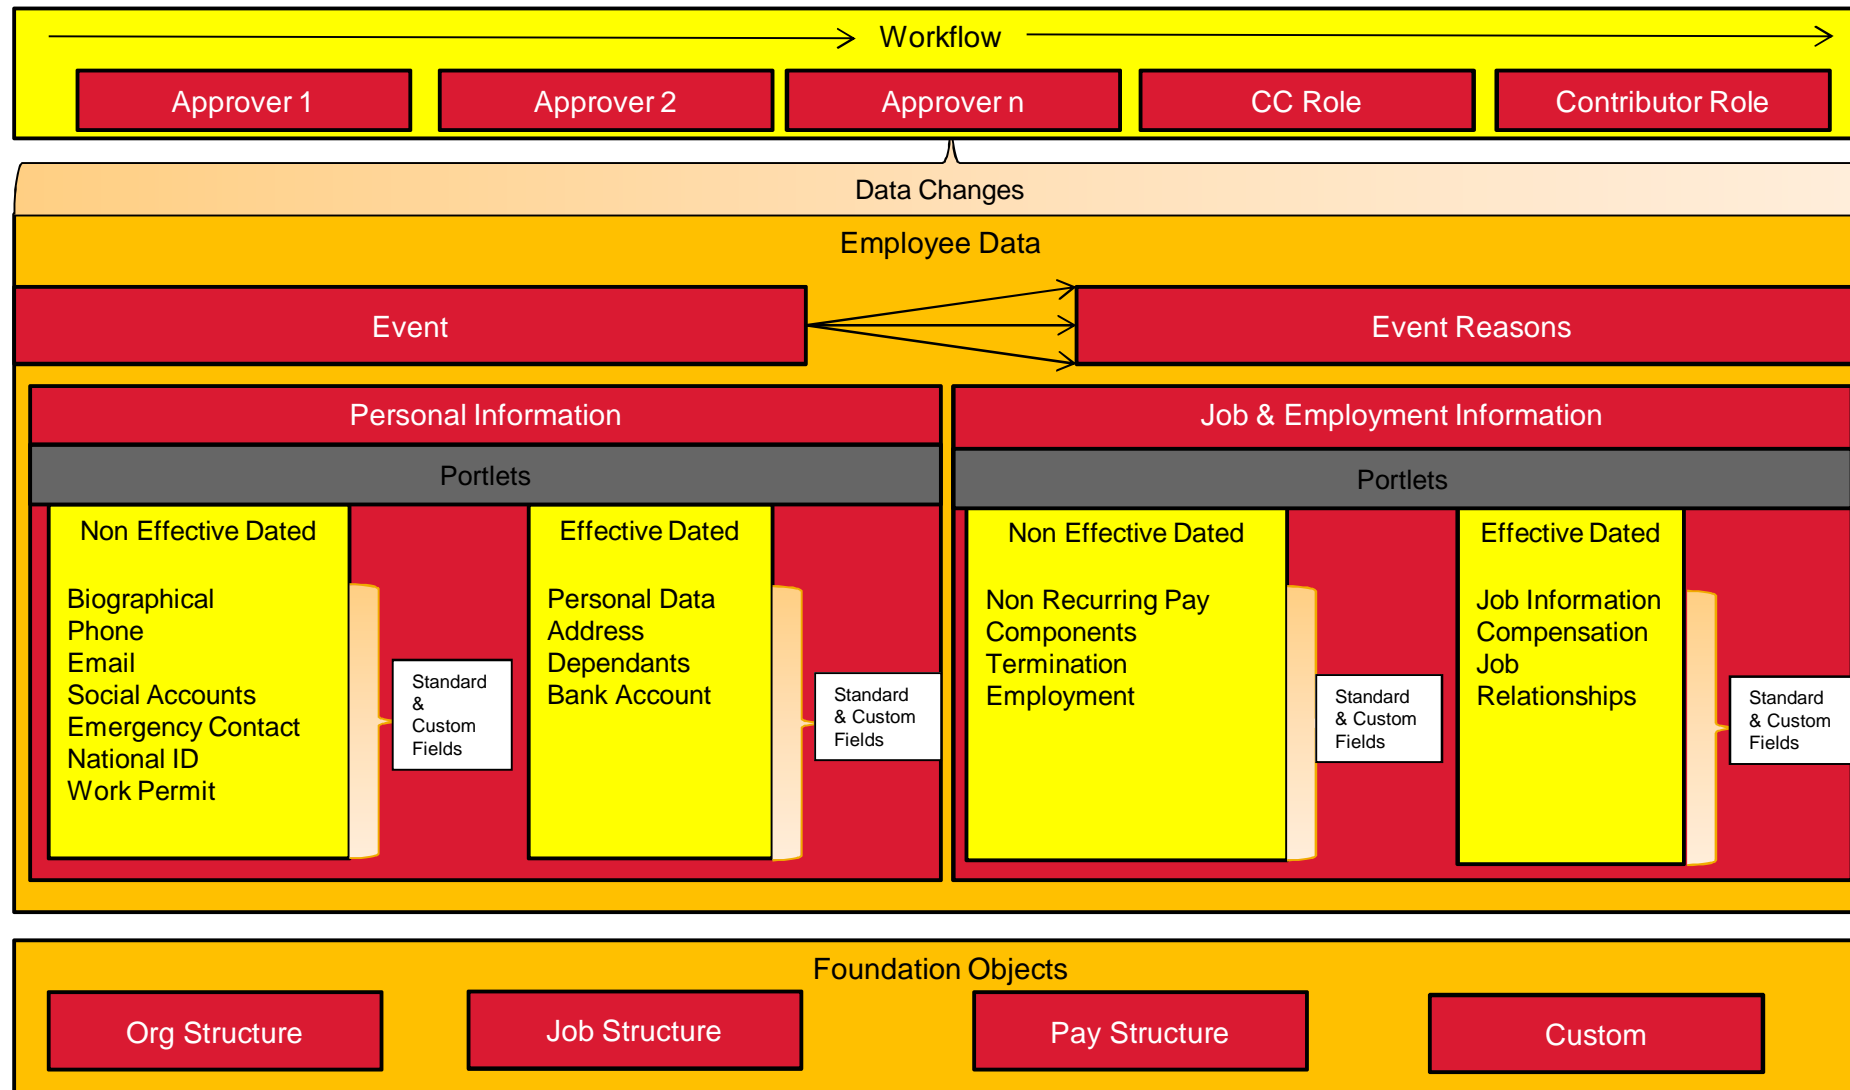 Workflow
Approver 1
Approver 2
Approver n
CC Role
Contributor Role
Data Changes
Employee Data
Event
Event Reasons
Personal Information
Portlets
Non Effective Dated
Biographical
Phone
Email
Social Accounts
Emergency Contact
National ID
Work Permit
Standard
&
Custom
Fields
Effective Dated
Personal Data
Address
Dependants
Bank Account
Standard
& Custom
Fields
Job & Employment Information
Portlets
Non Effective Dated
Non Recurring Pay
Components
Termination
Employment
Standard
& Custom
Fields
Effective Dated
Job Information
Compensation
Job
Relationships
Standard
& Custom
Fields
Foundation Objects
Org Structure
Job Structure
Pay Structure
Custom